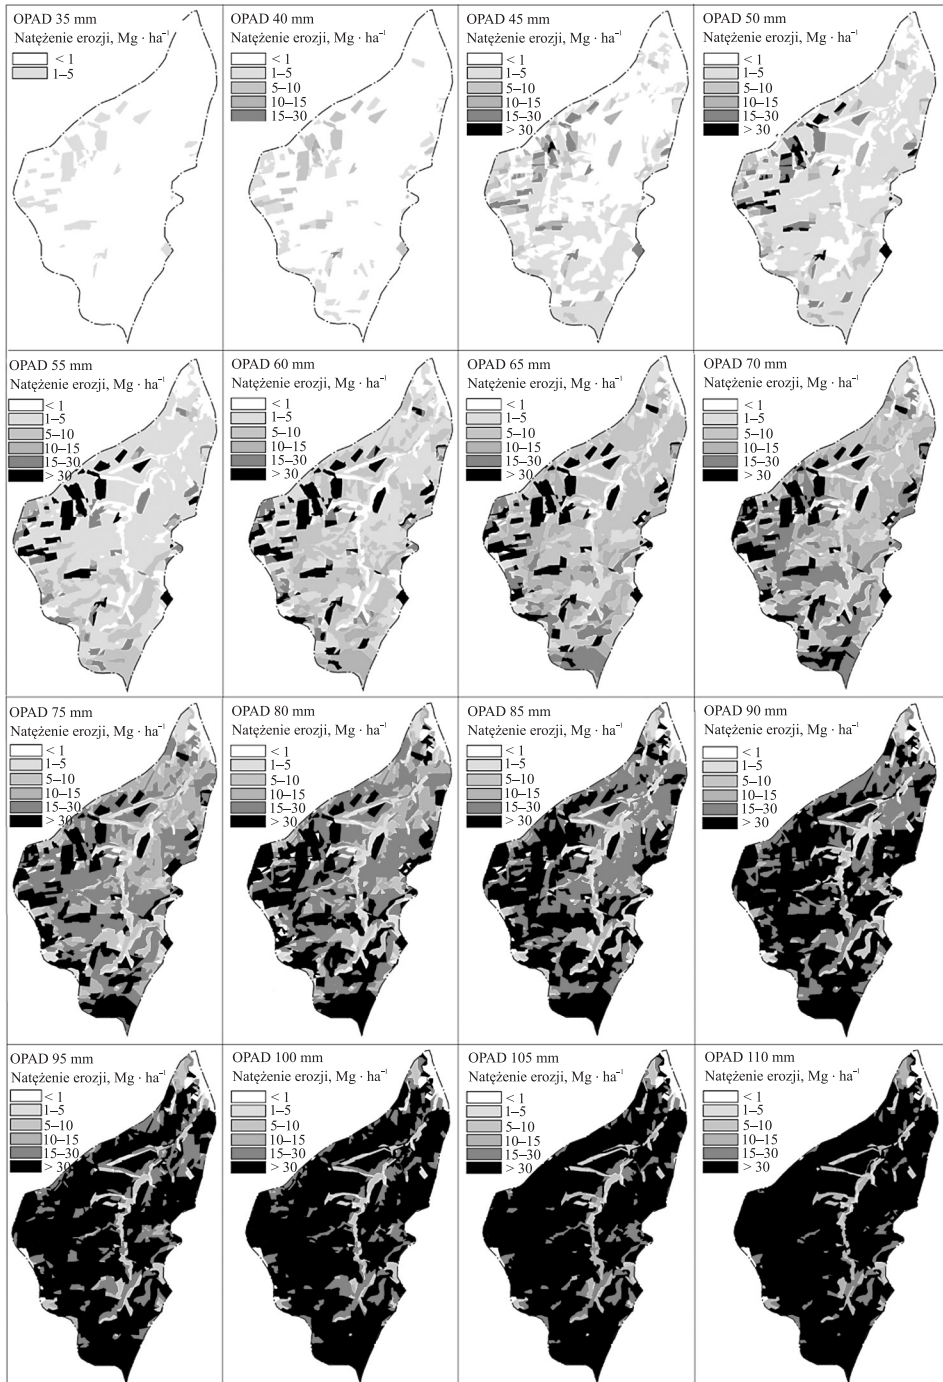 OPAD 35 mm
Natężenie erozji, Mg · ha⁻¹
< 1
1–5
OPAD 40 mm
Natężenie erozji, Mg · ha⁻¹
< 1
1–5
5–10
10–15
15–30
OPAD 45 mm
Natężenie erozji, Mg · ha⁻¹
< 1
1–5
5–10
10–15
15–30
> 30
OPAD 50 mm
Natężenie erozji, Mg · ha⁻¹
< 1
1–5
5–10
10–15
15–30
> 30
OPAD 55 mm
Natężenie erozji, Mg · ha⁻¹
< 1
1–5
5–10
10–15
15–30
> 30
OPAD 60 mm
Natężenie erozji, Mg · ha⁻¹
< 1
1–5
5–10
10–15
15–30
> 30
OPAD 65 mm
Natężenie erozji, Mg · ha⁻¹
< 1
1–5
5–10
10–15
15–30
> 30
OPAD 70 mm
Natężenie erozji, Mg · ha⁻¹
< 1
1–5
5–10
10–15
15–30
> 30
OPAD 75 mm
Natężenie erozji, Mg · ha⁻¹
< 1
1–5
5–10
10–15
15–30
> 30
OPAD 80 mm
Natężenie erozji, Mg · ha⁻¹
< 1
1–5
5–10
10–15
15–30
> 30
OPAD 85 mm
Natężenie erozji, Mg · ha⁻¹
< 1
1–5
5–10
10–15
15–30
> 30
OPAD 90 mm
Natężenie erozji, Mg · ha⁻¹
< 1
1–5
5–10
10–15
15–30
> 30
OPAD 95 mm
Natężenie erozji, Mg · ha⁻¹
< 1
1–5
5–10
10–15
15–30
> 30
OPAD 100 mm
Natężenie erozji, Mg · ha⁻¹
< 1
1–5
5–10
10–15
15–30
> 30
OPAD 105 mm
Natężenie erozji, Mg · ha⁻¹
< 1
1–5
5–10
10–15
15–30
> 30
OPAD 110 mm
Natężenie erozji, Mg · ha⁻¹
< 1
1–5
5–10
10–15
15–30
> 30